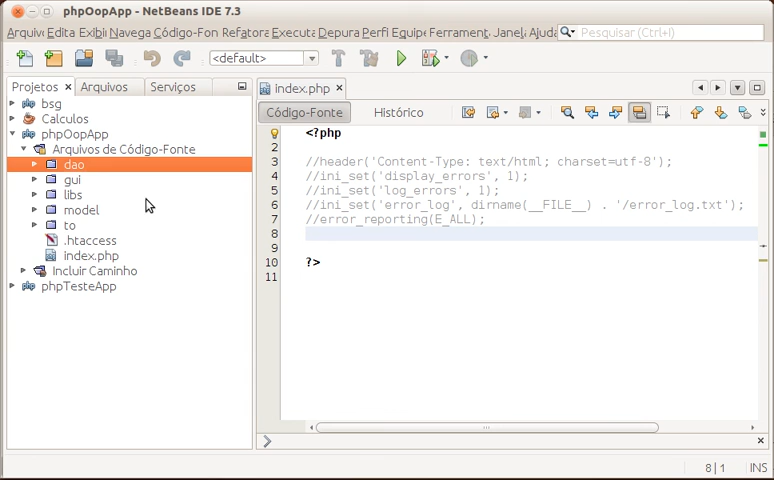 phpOopApp - NetBeans IDE 7.3
Arquivo Edita Exibir Navega Código-Fon Refatora Executa Depura Perfi Equipe Ferrament. Janela Ajuda Pesquisar (Ctrl+I)
<default>
Projetos Arquivos Serviços
index.php
Código-Fonte Histórico
bsg
Calculos
phpOopApp
Arquivos de Código-Fonte
dao
gui
libs
model
to
.htaccess
index.php
Incluir Caminho
phpTesteApp
1 <?php
2
3 //header('Content-Type: text/html; charset=utf-8');
4 //ini_set('display_errors', 1);
5 //ini_set('log_errors', 1);
6 //ini_set('error_log', dirname(__FILE__) . '/error_log.txt');
7 //error_reporting(E_ALL);
8
9
10 ?>
11
8|1 INS